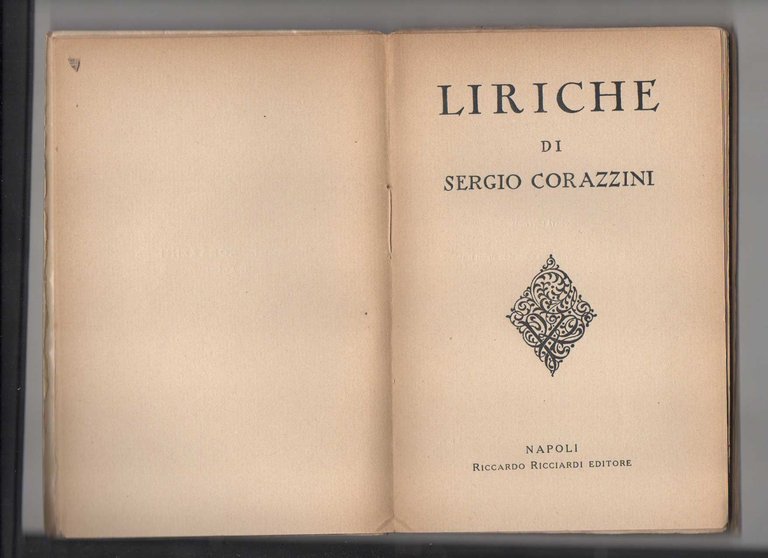 LIRICHE
DI
SERGIO CORAZZINI
NAPOLI
RICCARDO RICCIARDI EDITORE